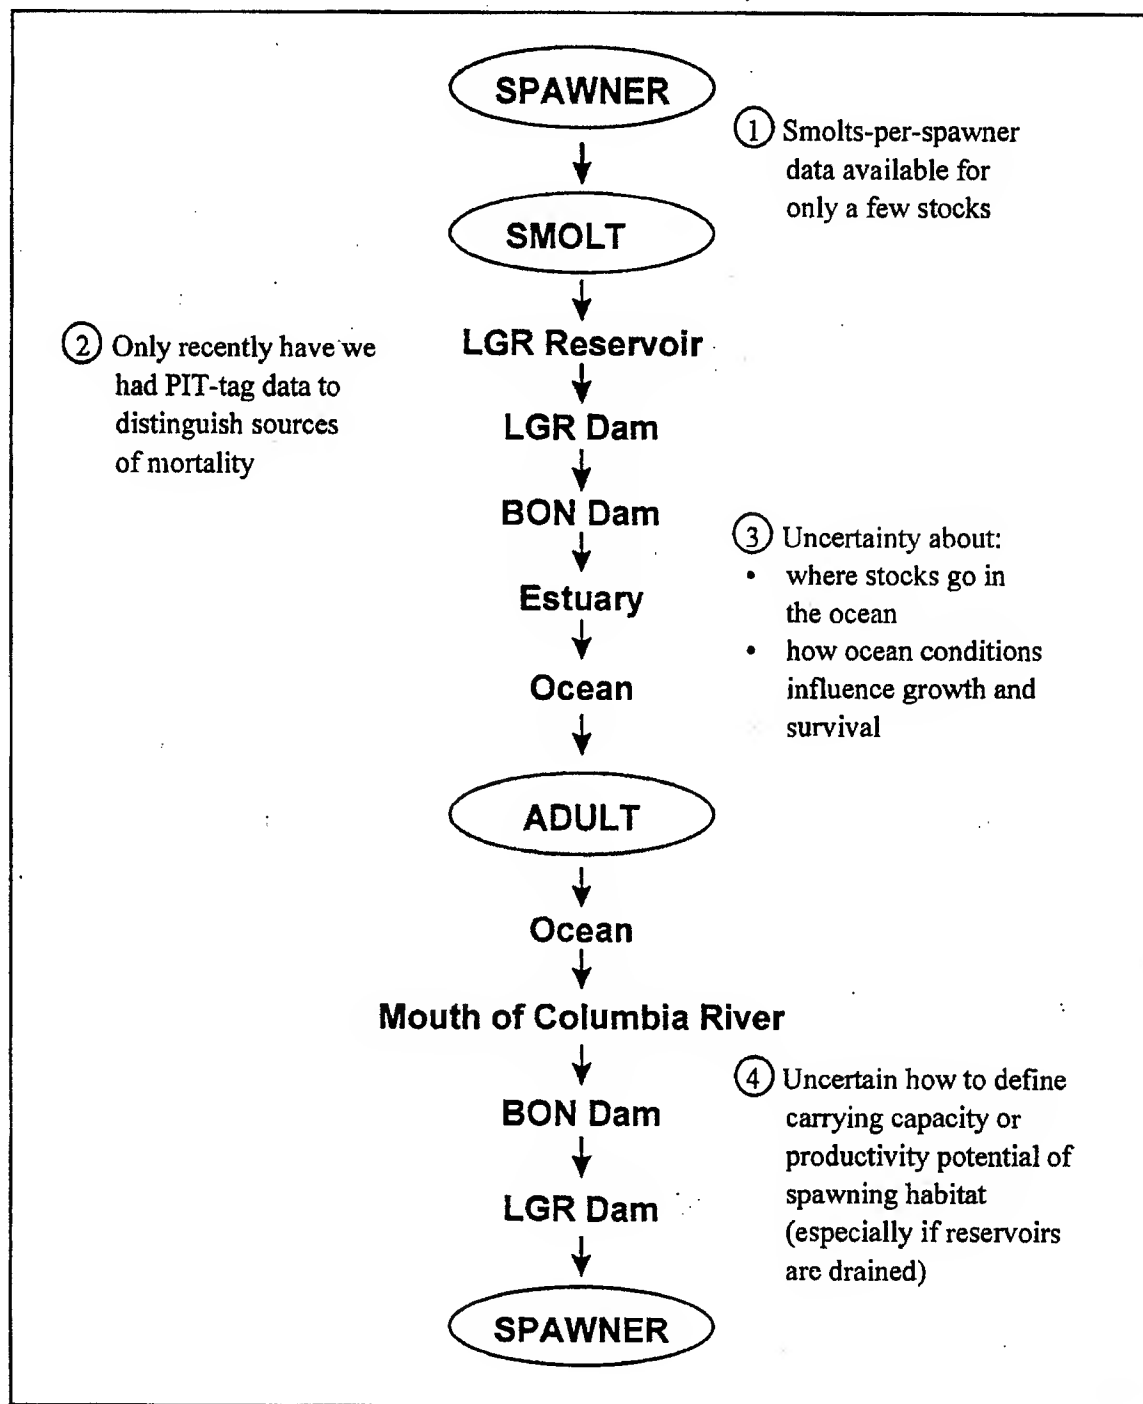 SPAWNER
① Smolts-per-spawner
data available for
only a few stocks
SMOLT
② Only recently have we
had PIT-tag data to
distinguish sources
of mortality
LGR Reservoir
LGR Dam
BON Dam
③ Uncertainty about:
• where stocks go in
the ocean
• how ocean conditions
influence growth and
survival
Estuary
Ocean
ADULT
Ocean
Mouth of Columbia River
④ Uncertain how to define
carrying capacity or
productivity potential of
spawning habitat
(especially if reservoirs
are drained)
BON Dam
LGR Dam
SPAWNER